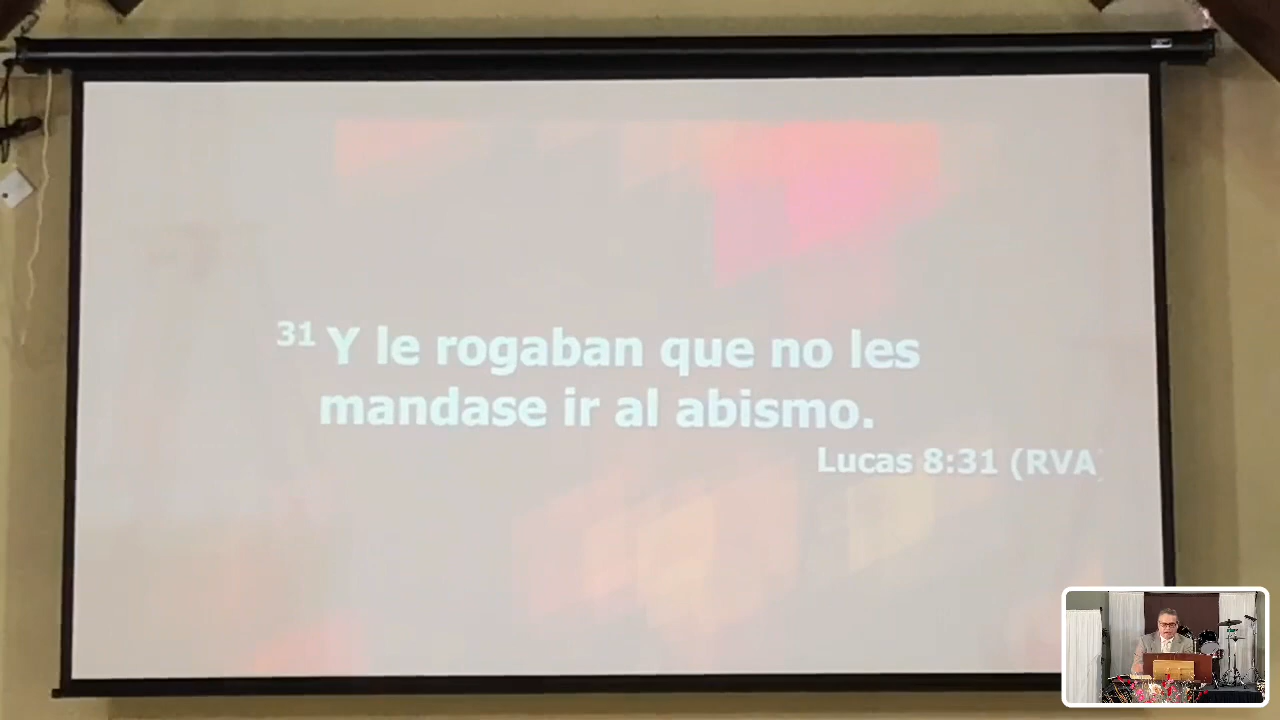 31 Y le rogaban que no les
mandase ir al abismo.
Lucas 8:31 (RVA)